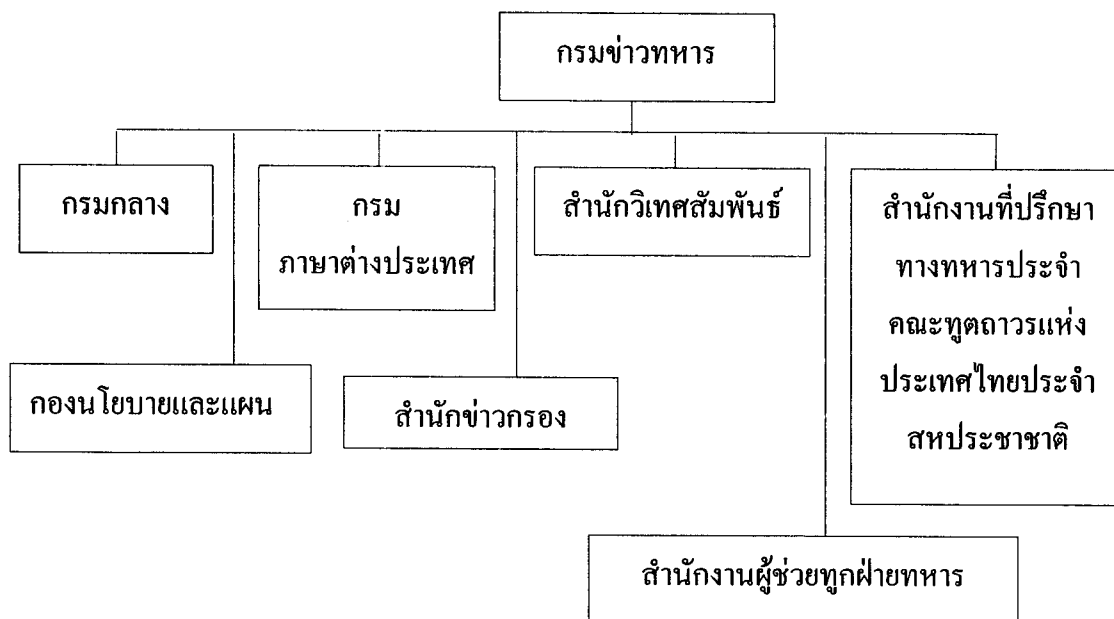 กรมข่าวทหาร
กรมกลาง
กรม
ภาษาต่างประเทศ
สำนักวิเทศสัมพันธ์
สำนักงานที่ปรึกษา
ทางทหารประจำ
คณะทูตถาวรแห่ง
ประเทศไทยประจำ
สหประชาชาติ
กองนโยบายและแผน
สำนักข่าวกรอง
สำนักงานผู้ช่วยทูกฝ่ายทหาร